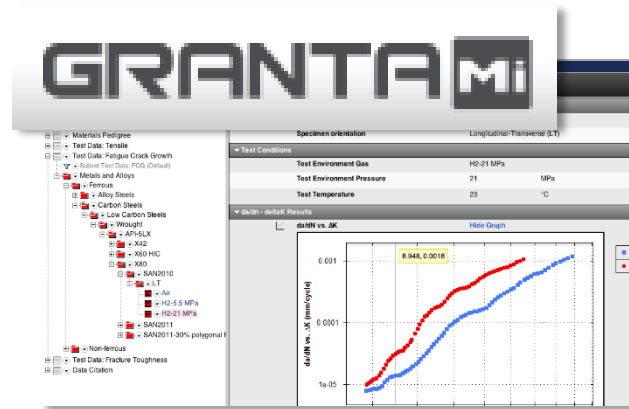 GRANTA Mi
Materials Pedigree
Test Data: Tensile
Test Data: Fatigue Crack Growth
Subset:Test Data: FCG (Default)
Metals and Alloys
Ferrous
Alloy Steels
Carbon Steels
Low Carbon Steels
Wrought
API-5LX
X42
X60 HIC
X80
SAN2010
LT
Air
H2-5.5 MPa
H2-21 MPa
SAN2011
SAN2011-30% polygonal f
Non-ferrous
Test Data: Fracture Toughness
Data Citation
Specimen orientation Longitudinal-Transverse (LT)
Test Conditions
Test Environment Gas H2-21 MPa
Test Environment Pressure 21 MPa
Test Temperature 23 °C
da/dn - deltaK Results
da/dN vs. ΔK Hide Graph
8.948, 0.0018
0.001
0.0001
1e-05
da/dN vs. ΔK (mm/cycle)